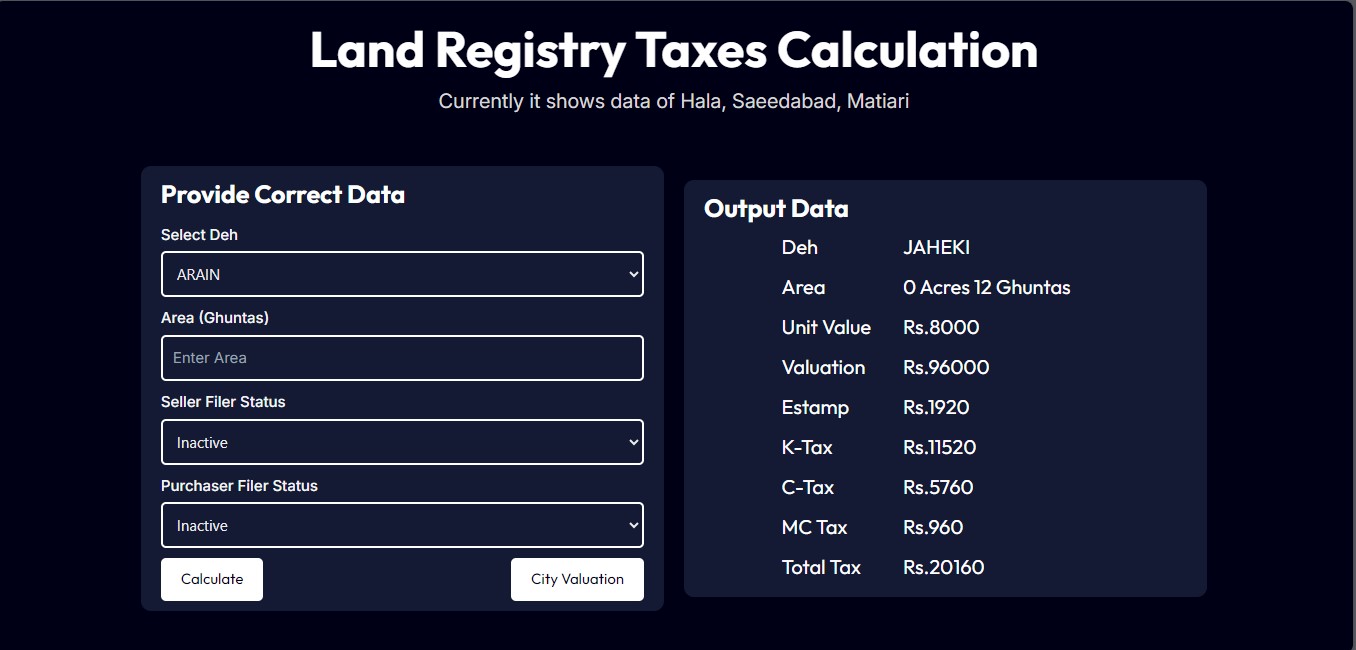 Land Registry Taxes Calculation
Currently it shows data of Hala, Saeedabad, Matiari
Provide Correct Data
Select Deh
ARAIN
Area (Ghuntas)
Enter Area
Seller Filer Status
Inactive
Purchaser Filer Status
Inactive
Calculate City Valuation
Output Data
Deh JAHEKI
Area 0 Acres 12 Ghuntas
Unit Value Rs.8000
Valuation Rs.96000
Estamp Rs.1920
K-Tax Rs.11520
C-Tax Rs.5760
MC Tax Rs.960
Total Tax Rs.20160